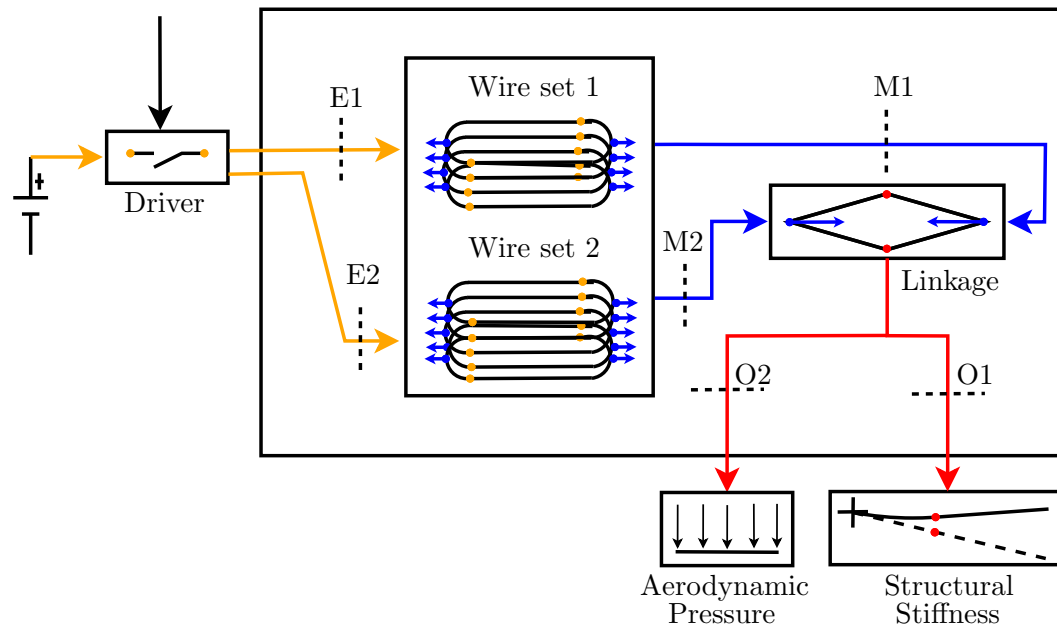 Wire set 1
E1
M1
+
Driver
Wire set 2
M2
E2
Linkage
O2
O1
Aerodynamic
Pressure
Structural
Stiffness